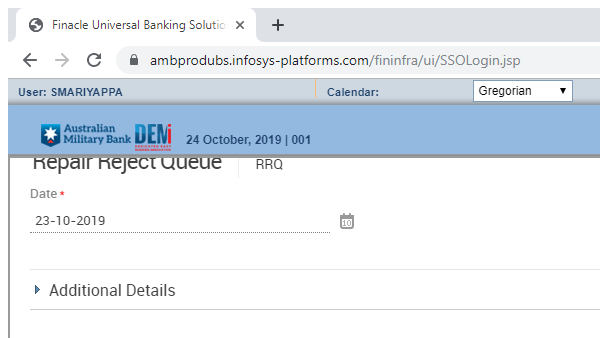 Finacle Universal Banking Solutio
ambprodubs.infosys-platforms.com/fininfra/ui/SSOLogin.jsp
User: SMARIYAPPA Calendar: Gregorian
Australian
Military Bank DEMi 24 October, 2019 | 001
Repair Reject Queue RRQ
Date *
23-10-2019 10
Additional Details